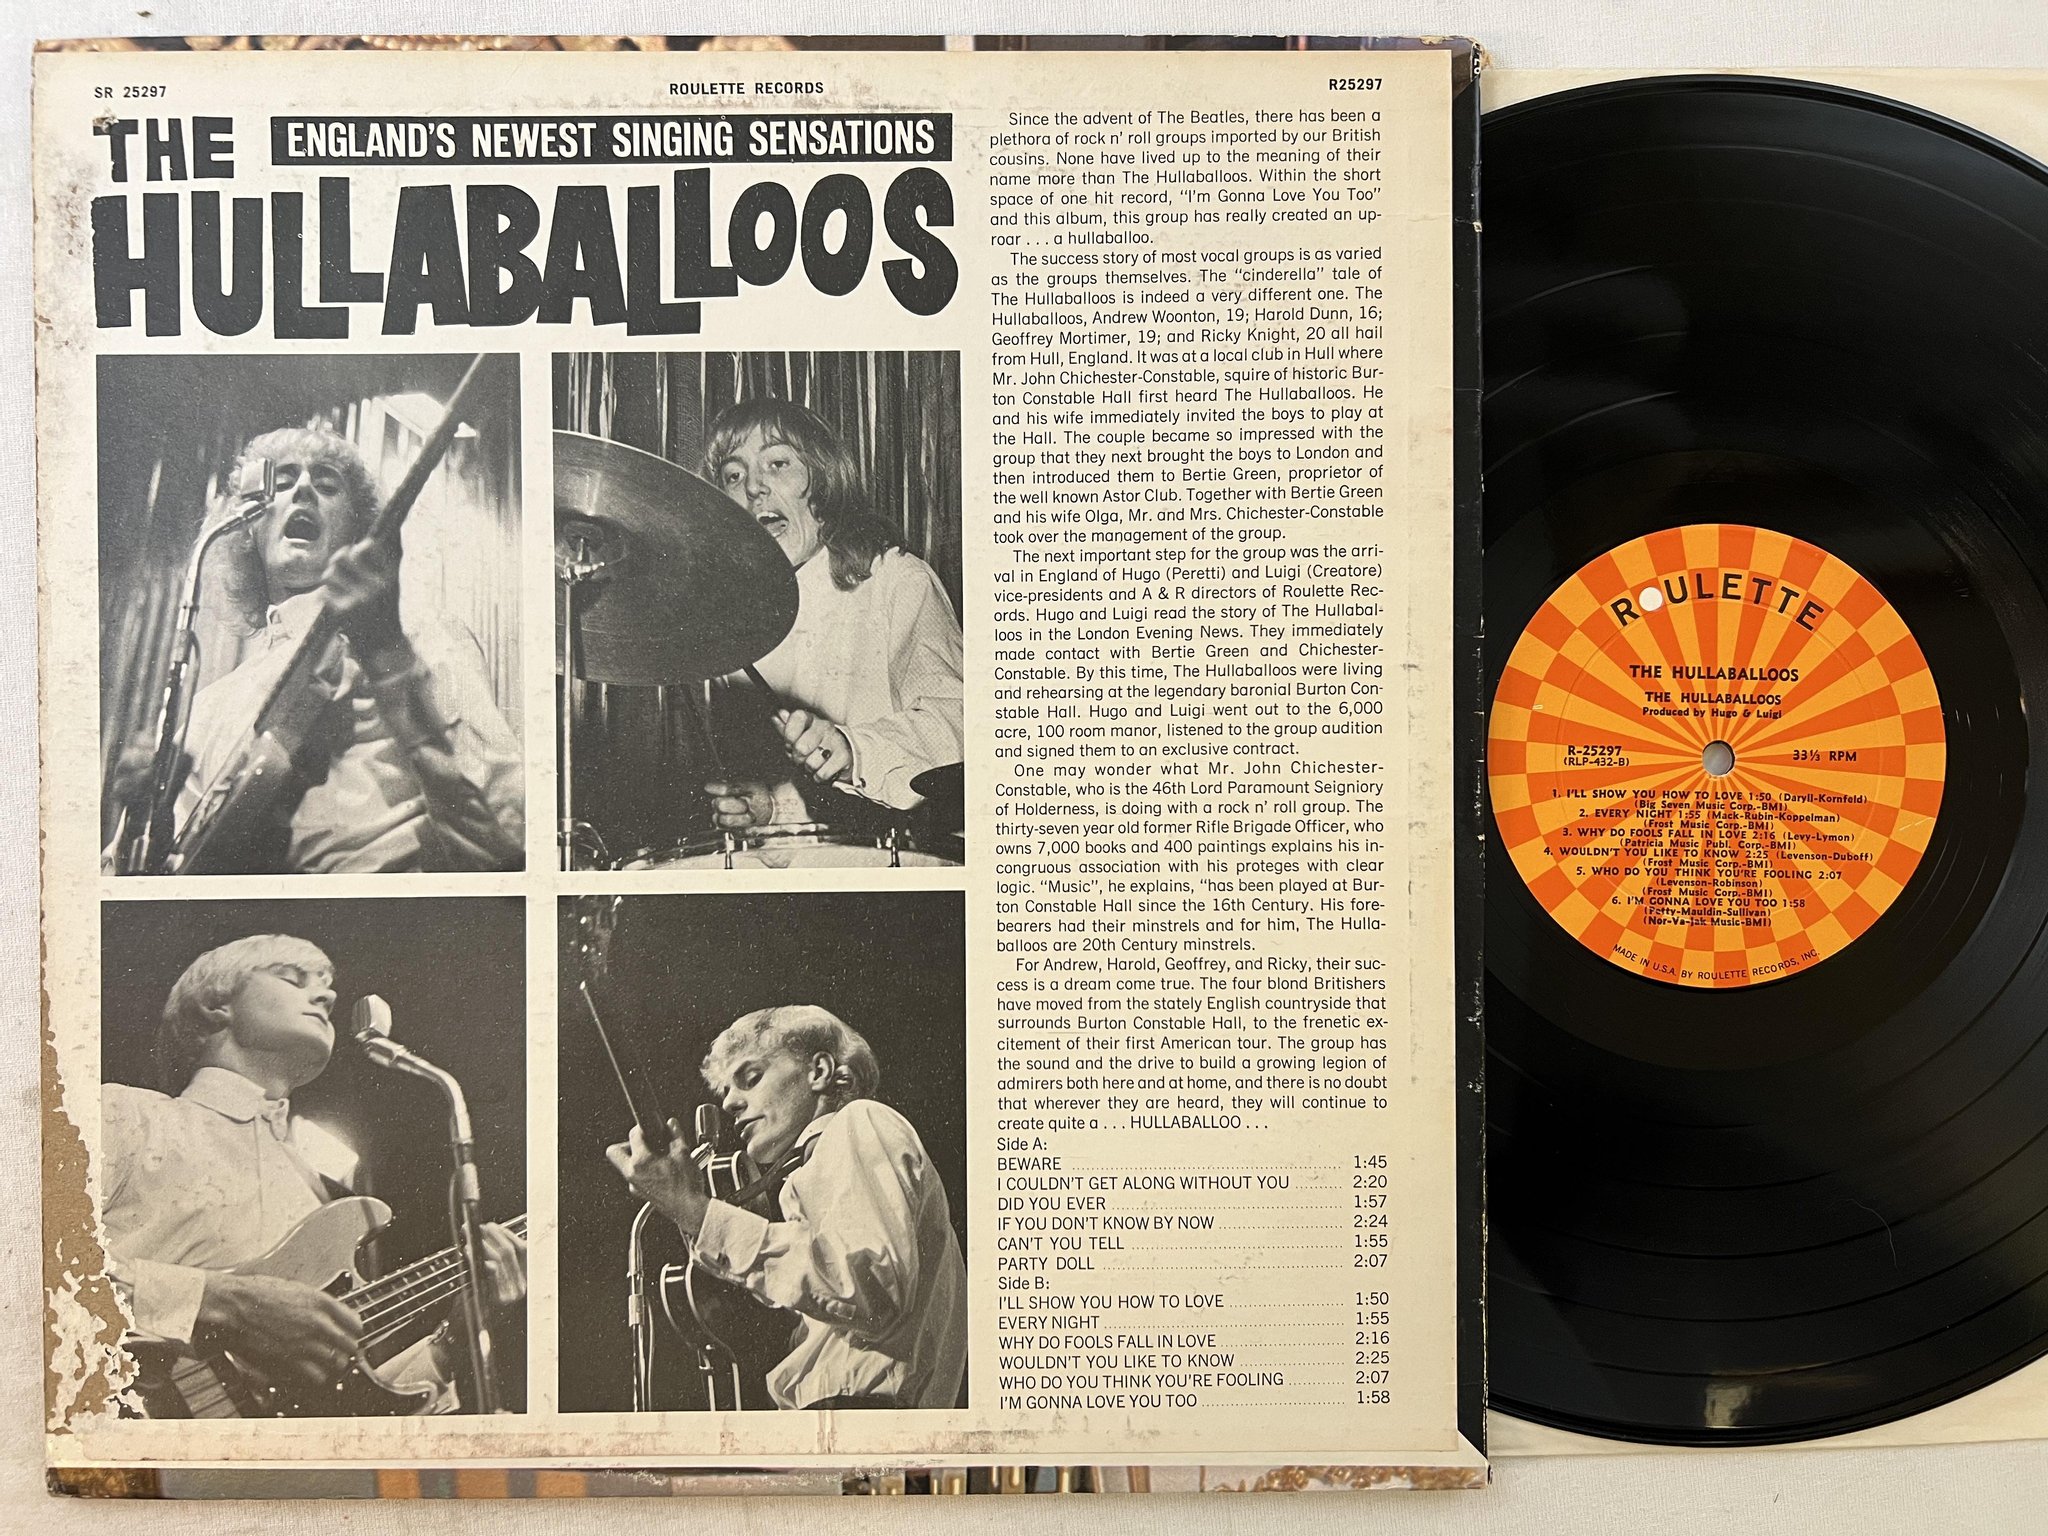 SR 25297
ROULETTE RECORDS
R25297
THE
ENGLAND'S NEWEST SINGING SENSATIONS
HULLABALLOOS
Since the advent of The Beatles, there has been a
plethora of rock n' roll groups imported by our British
cousins. None have lived up to the meaning of their
name more than The Hullaballoos. Within the short
space of one hit record, "I'm Gonna Love You Too"
and this album, this group has really created an up-
roar . . . a hullaballoo.
The success story of most vocal groups is as varied
as the groups themselves. The "cinderella" tale of
The Hullaballoos is indeed a very different one. The
Hullaballoos, Andrew Woonton, 19; Harold Dunn, 16;
Geoffrey Mortimer, 19; and Ricky Knight, 20 all hail
from Hull, England. It was at a local club in Hull where
Mr. John Chichester-Constable, squire of historic Bur-
ton Constable Hall first heard The Hullaballoos. He
and his wife immediately invited the boys to play at
the Hall. The couple became so impressed with the
group that they next brought the boys to London and
then introduced them to Bertie Green, proprietor of
the well known Astor Club. Together with Bertie Green
and his wife Olga, Mr. and Mrs. Chichester-Constable
took over the management of the group.
The next important step for the group was the arri-
val in England of Hugo (Peretti) and Luigi (Creatore)
vice-presidents and A & R directors of Roulette Rec-
ords. Hugo and Luigi read the story of The Hullabal-
loos in the London Evening News. They immediately
made contact with Bertie Green and Chichester-
Constable. By this time, The Hullaballoos were living
and rehearsing at the legendary baronial Burton Con-
stable Hall. Hugo and Luigi went out to the 6,000
acre, 100 room manor, listened to the group audition
and signed them to an exclusive contract.
One may wonder what Mr. John Chichester-
Constable, who is the 46th Lord Paramount Seigniory
of Holderness, is doing with a rock n' roll group. The
thirty-seven year old former Rifle Brigade Officer, who
owns 7,000 books and 400 paintings explains his in-
congruous association with his proteges with clear
logic. "Music", he explains, "has been played at Bur-
ton Constable Hall since the 16th Century. His fore-
bearers had their minstrels and for him, The Hulla-
balloos are 20th Century minstrels.
For Andrew, Harold, Geoffrey, and Ricky, their suc-
cess is a dream come true. The four blond Britishers
have moved from the stately English countryside that
surrounds Burton Constable Hall, to the frenetic ex-
citement of their first American tour. The group has
the sound and the drive to build a growing legion of
admirers both here and at home, and there is no doubt
that wherever they are heard, they will continue to
create quite a . . . HULLABALLOO . . .
Side A:
BEWARE 1:45
I COULDN'T GET ALONG WITHOUT YOU 2:20
DID YOU EVER 1:57
IF YOU DON'T KNOW BY NOW 2:24
CAN'T YOU TELL 1:55
PARTY DOLL 2:07
Side B:
I'LL SHOW YOU HOW TO LOVE 1:50
EVERY NIGHT 1:55
WHY DO FOOLS FALL IN LOVE 2:16
WOULDN'T YOU LIKE TO KNOW 2:25
WHO DO YOU THINK YOU'RE FOOLING 2:07
I'M GONNA LOVE YOU TOO 1:58
ROULETTE
THE HULLABALLOOS
THE HULLABALLOOS
Produced by Hugo & Luigi
R-25297
(RLP-432-B)
33⅓ RPM
1. I'LL SHOW YOU HOW TO LOVE 1:50 (Daryll-Kornfeld)
(Big Seven Music Corp.-BMI)
2. EVERY NIGHT 1:55 (Mack-Rubin-Koppelman)
(Frost Music Corp.-BMI)
3. WHY DO FOOLS FALL IN LOVE 2:16 (Levy-Lymon)
(Patricia Music Publ. Corp.-BMI)
4. WOULDN'T YOU LIKE TO KNOW 2:25 (Levenson-Duboff)
(Frost Music Corp.-BMI)
5. WHO DO YOU THINK YOU'RE FOOLING 2:07
(Levenson-Robinson)
(Frost Music Corp.-BMI)
6. I'M GONNA LOVE YOU TOO 1:58
(Petty-Mauldin-Sullivan)
(Nor-Va-Jak Music-BMI)
MADE IN U.S.A. BY ROULETTE RECORDS, INC.